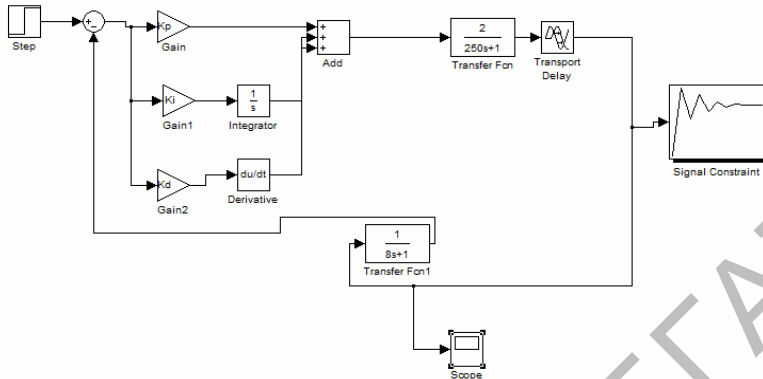 Step
+
−
Kp
Gain
+
+
+
Add
2
250s+1
Transfer Fcn
Transport
Delay
Ki
Gain1
1
s
Integrator
Signal Constraint
Kd
Gain2
du/dt
Derivative
1
8s+1
Transfer Fcn1
Scope